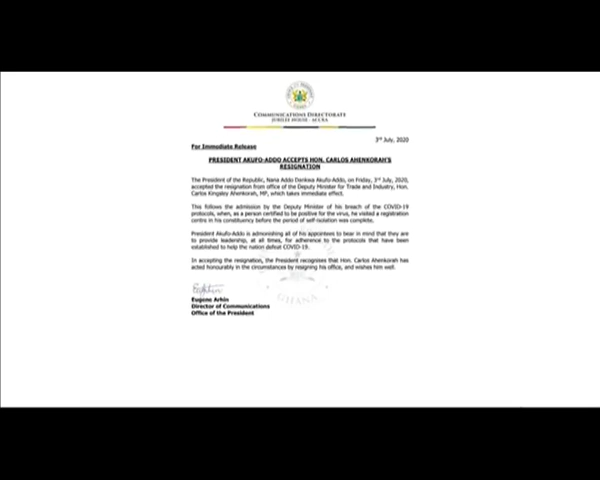 COMMUNICATIONS DIRECTORATE
JUBILEE HOUSE - ACCRA
3rd July, 2020
For Immediate Release
PRESIDENT AKUFO-ADDO ACCEPTS HON. CARLOS AHENKORAH'S
RESIGNATION
The President of the Republic, Nana Addo Dankwa Akufo-Addo, on Friday, 3rd July, 2020,
accepted the resignation from office of the Deputy Minister for Trade and Industry, Hon.
Carlos Kingsley Ahenkorah, MP, which takes immediate effect.
This follows the admission by the Deputy Minister of his breach of the COVID-19
protocols, when, as a person certified to be positive for the virus, he visited a registration
centre in his constituency before the period of self-isolation was complete.
President Akufo-Addo is admonishing all of his appointees to bear in mind that they are
to provide leadership, at all times, for adherence to the protocols that have been
established to help the nation defeat COVID-19.
In accepting the resignation, the President recognises that Hon. Carlos Ahenkorah has
acted honourably in the circumstances by resigning his office, and wishes him well.
GHANA
Eugene Arhin
Director of Communications
Office of the President